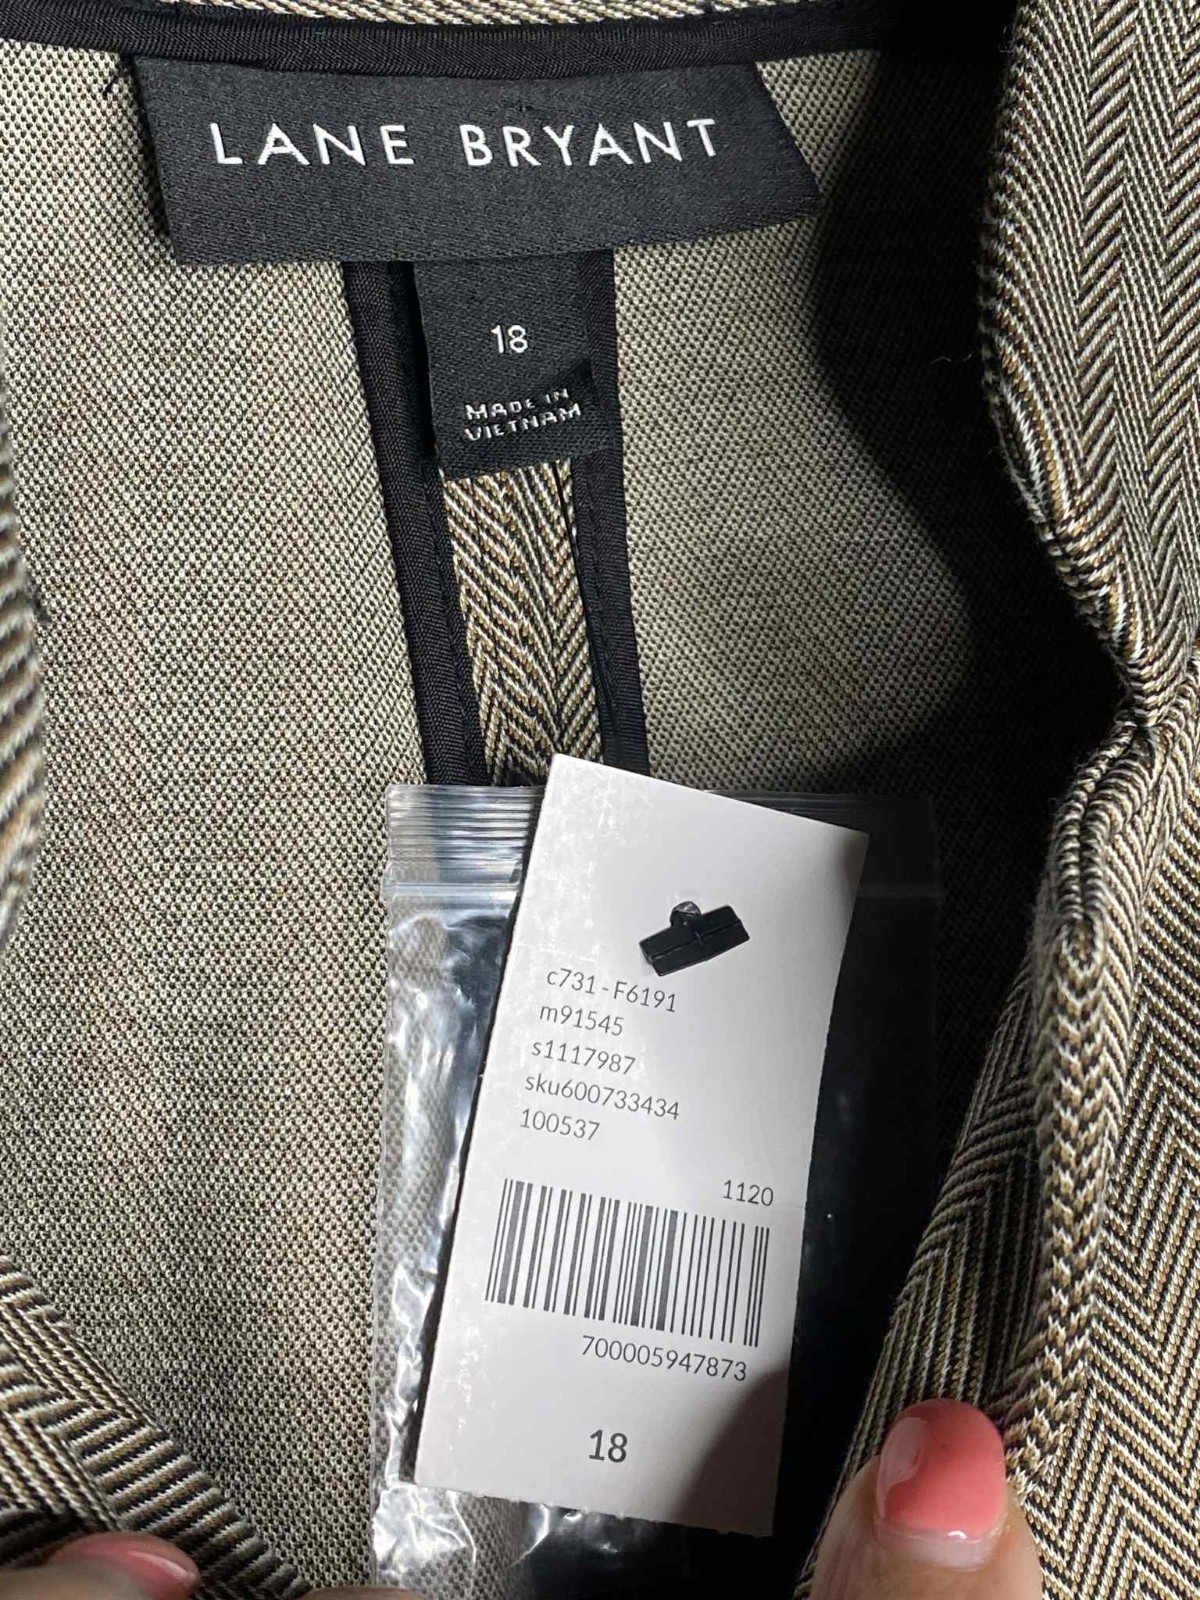 LANE BRYANT
18
MADE IN
VIETNAM
c731-F6191
m91545
s1117987
sku600733434
100537
1120
700005947873
18